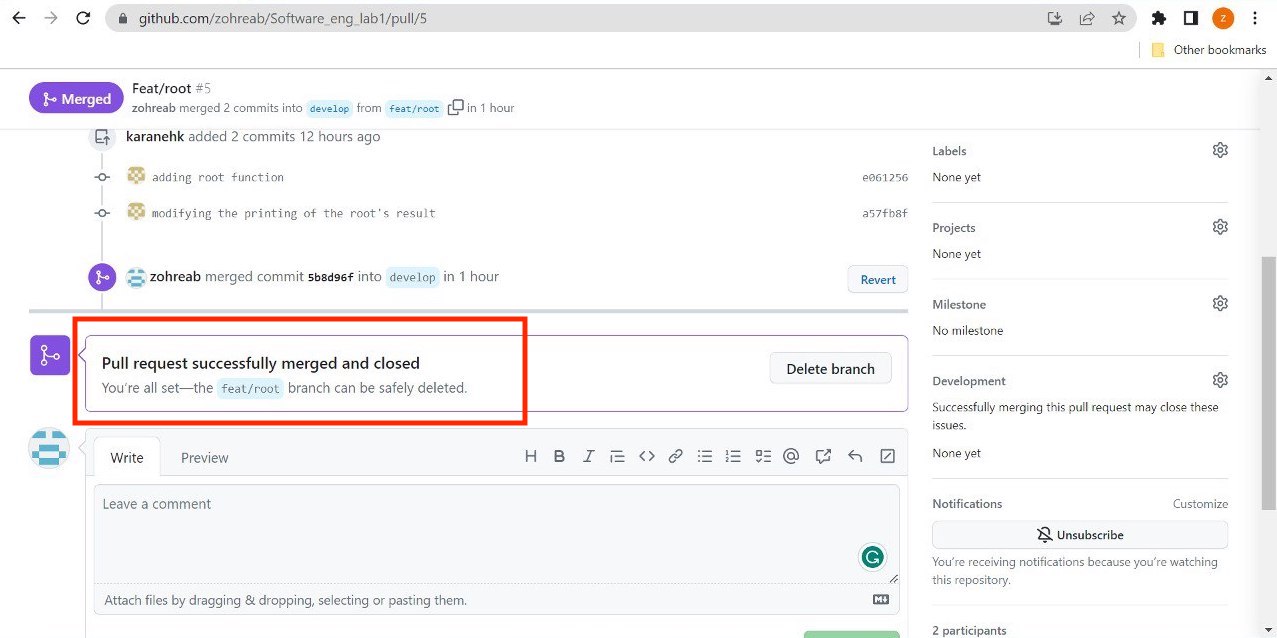 github.com/zohreab/Software_eng_lab1/pull/5
Z
Other bookmarks
Merged
Feat/root #5
zohreab merged 2 commits into develop from feat/root in 1 hour
karanehk added 2 commits 12 hours ago
adding root function e061256
modifying the printing of the root's result a57fb8f
zohreab merged commit 5b8d96f into develop in 1 hour
Revert
Pull request successfully merged and closed
You're all set—the feat/root branch can be safely deleted.
Delete branch
Write Preview
H B I
Leave a comment
G
Attach files by dragging & dropping, selecting or pasting them.
Labels
None yet
Projects
None yet
Milestone
No milestone
Development
Successfully merging this pull request may close these
issues.
None yet
Notifications Customize
Unsubscribe
You're receiving notifications because you're watching
this repository.
2 participants